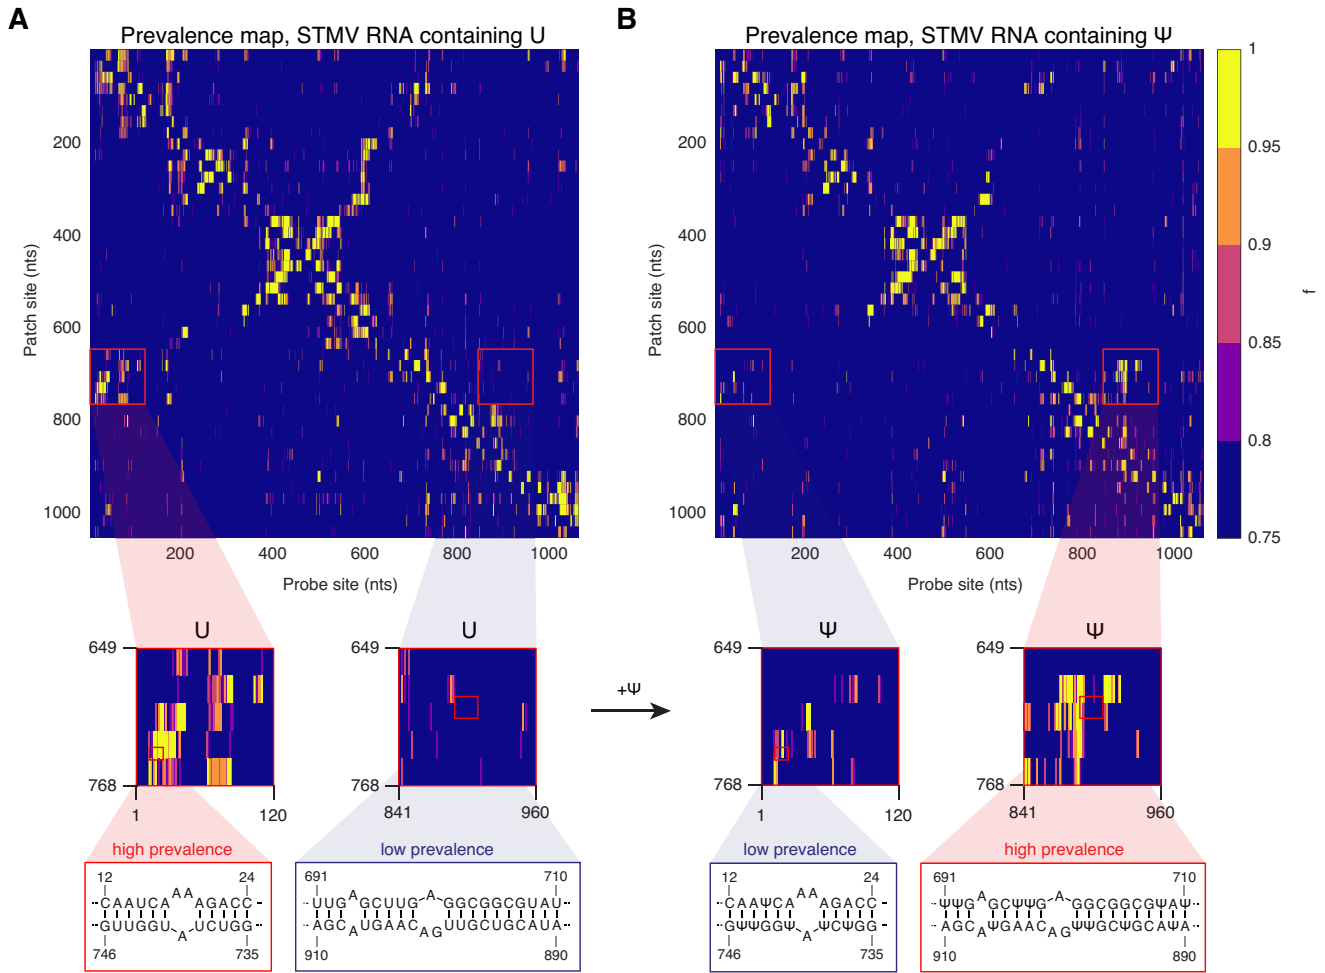 A
B
Prevalence map, STMV RNA containing U
Prevalence map, STMV RNA containing Ψ
Patch site (nts)
200
400
600
800
1000
200
400
600
800
1000
Probe site (nts)
Patch site (nts)
200
400
600
800
1000
200
400
600
800
1000
Probe site (nts)
1
0.95
0.9
0.85
0.8
0.75
f
U
649
768
1
120
U
649
768
841
960
+Ψ
Ψ
649
768
1
120
Ψ
649
768
841
960
high prevalence
12 24
CAAUCA AA AGACC
GUUGGU A UCUGG
746 735
low prevalence
691 710
UUG A GCUUG A GGCGGCGUAU
AGC A UGAAC AG UUGCUGCAUA
910 890
low prevalence
12 24
CAAΨCA AA AGACC
GΨΨGGΨ A ΨCΨGG
746 735
high prevalence
691 710
ΨΨG A GCΨΨG A GGCGGCGΨAΨ
AGC A ΨGAAC AG ΨΨGCΨGCAΨA
910 890